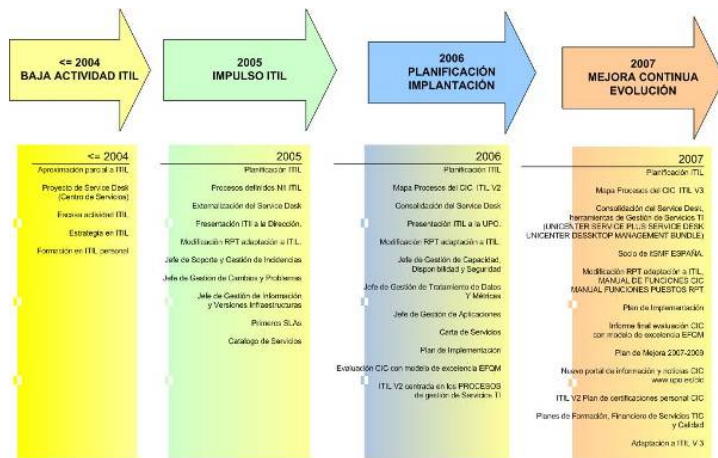 <= 2004
BAJA ACTIVIDAD ITIL
2005
IMPULSO ITIL
2006
PLANIFICACIÓN
IMPLANTACIÓN
2007
MEJORA CONTINUA
EVOLUCIÓN
<= 2004
Aproximación parcial a ITIL
Proyecto de Service Desk
(Centro de Servicios)
Escasa actividad ITIL
Estrategia en ITIL
Formación en ITIL personal
2005
Planificación ITIL
Procesos definidos N1 ITIL
Externalización del Service Desk
Presentación ITIl a la Dirección.
Modificación RPT adaptación a ITIL.
Jefe de Soporte y Gestión de Incidencias
Jefe de Gestión de Cambios y Problemas
Jefe de Gestión de Información
y Versiones Infraestructuras
Primeros SLAs
Catalogo de Servicios
2006
Planificación ITIL
Mapa Procesos del CIC ITIL V2
Consolidación del Service Desk
Presentación ITIL a la UPO.
Modificación RPT adaptación a ITIL.
Jefe de Gestión de Capacidad,
Disponibilidad y Seguridad
Jefe de Gestión de Tratamiento de Datos
Y Métricas
Jefe de Gestión de Aplicaciones
Carta de Servicios
Plan de Implementación
Evaluación CIC con modelo de excelencia EFQM
ITIL V2 centrada en los PROCESOS
de gestión de Servicios TI
2007
Planificación ITIL
Mapa Procesos del CIC ITIL V3
Consolidación del Service Desk,
herramientas de Gestión de Servicios TI
(UNICENTER SERVICE PLUS SERVICE DESK
UNICENTER DESSKTOP MANAGEMENT BUNDLE)
Socio de itSMF ESPAÑA.
Modificación RPT adaptación a ITIL,
MANUAL DE FUNCIONES CIC
MANUAL FUNCIONES PUESTOS RPT
Plan de Implementación
Informe final evaluación CIC
con modelo de excelencia EFQM
Plan de Mejora 2007-2009
Nuevo portal de información y noticias CIC
www.upo.es/cic
ITIL V2 Plan de certificaciones personal CIC
Planes de Formación, Financiero de Servicios TIC
y Calidad
Adaptación a ITIL V 3